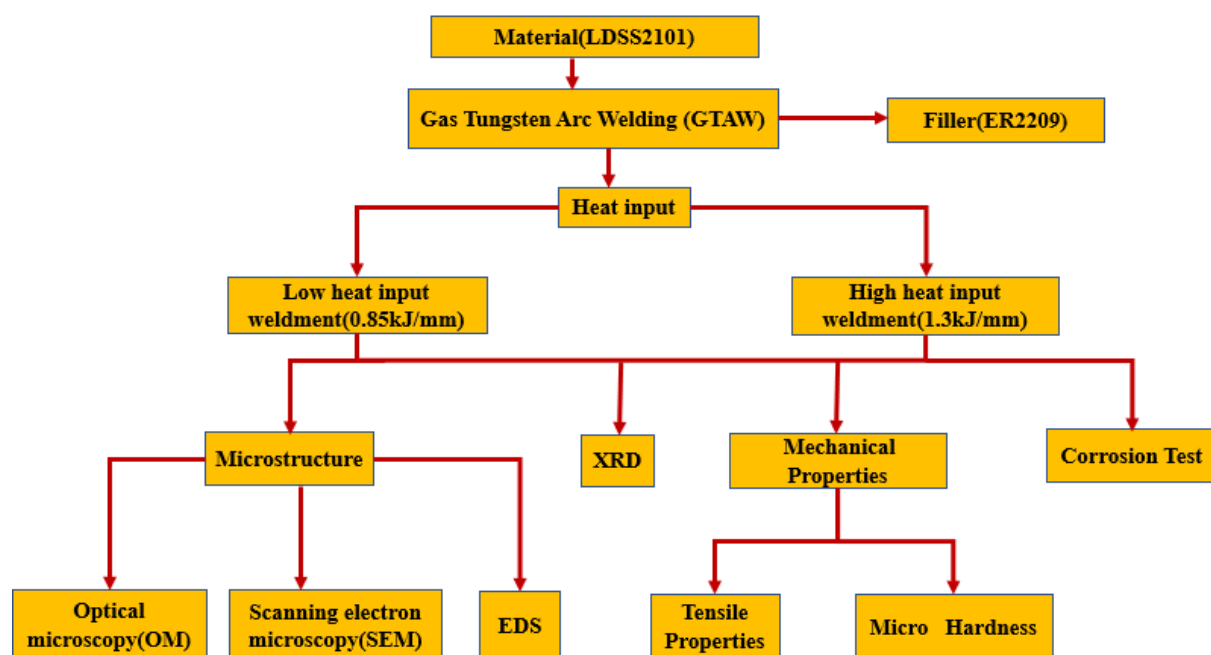 Material(LDSS2101)
Gas Tungsten Arc Welding (GTAW)
Filler(ER2209)
Heat input
Low heat input
weldment(0.85kJ/mm)
High heat input
weldment(1.3kJ/mm)
Microstructure
XRD
Mechanical
Properties
Corrosion Test
Optical
microscopy(OM)
Scanning electron
microscopy(SEM)
EDS
Tensile
Properties
Micro Hardness